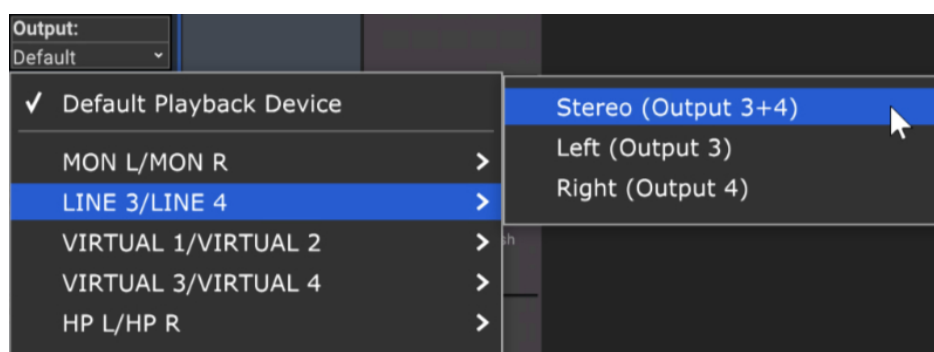 Output:
Default
Default Playback Device
MON L/MON R
LINE 3/LINE 4
VIRTUAL 1/VIRTUAL 2
VIRTUAL 3/VIRTUAL 4
HP L/HP R
Stereo (Output 3+4)
Left (Output 3)
Right (Output 4)